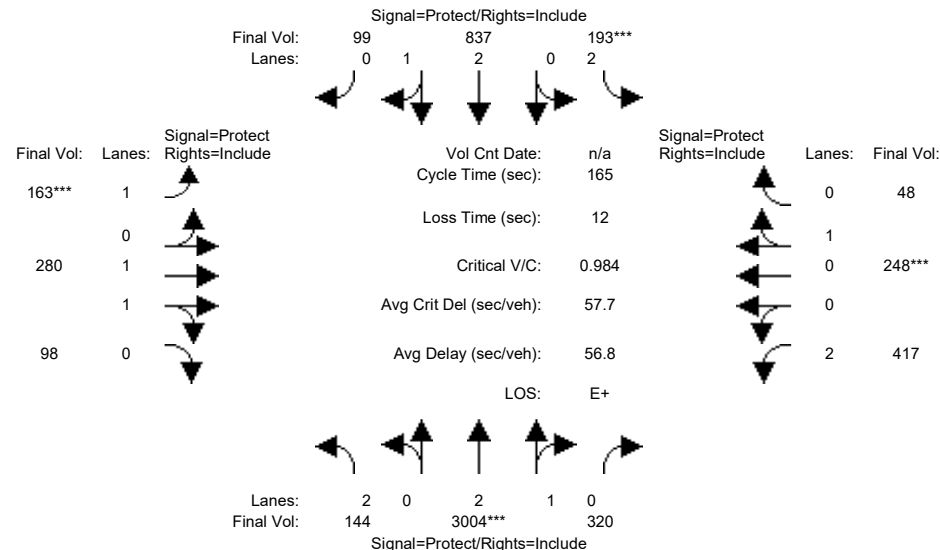 Signal=Protect/Rights=Include
Final Vol: 99 837 193***
Lanes: 0 1 2 0 2
Signal=Protect Signal=Protect
Final Vol: Lanes: Rights=Include Vol Cnt Date: n/a Rights=Include Lanes: Final Vol:
Cycle Time (sec): 165
163*** 1 0 48
Loss Time (sec): 12
0 1
280 1 Critical V/C: 0.984 0 248***
1 Avg Crit Del (sec/veh): 57.7 0
98 0 Avg Delay (sec/veh): 56.8 2 417
LOS: E+
Lanes: 2 0 2 1 0
Final Vol: 144 3004*** 320
Signal=Protect/Rights=Include